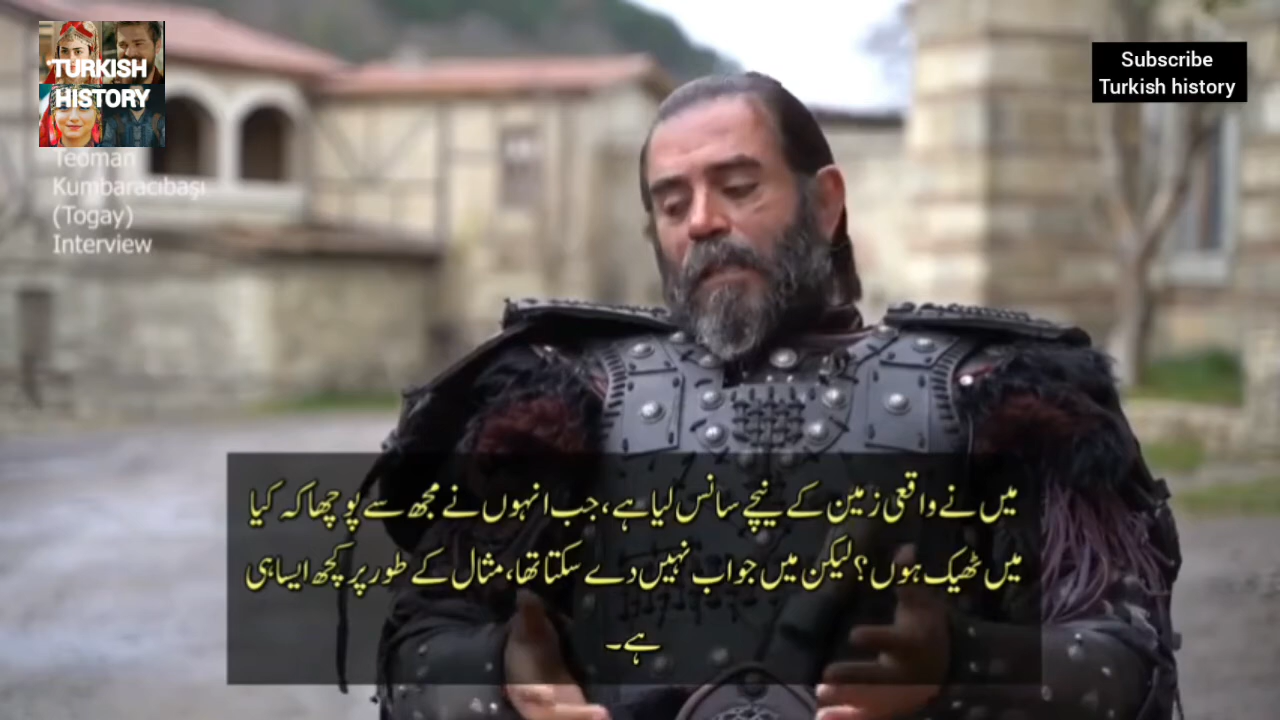 TURKISH
HISTORY
Teoman
Kumbaracıbaşı
(Togay)
Interview
Subscribe
Turkish history
میں نے واقعی زمین کے نیچے سانس لیا ہے، جب انہوں نے مجھ سے پوچھا کہ کیا
میں ٹھیک ہوں؟ لیکن میں جواب نہیں دے سکتا تھا، مثال کے طور پر کچھ ایسا ہی
ہے۔